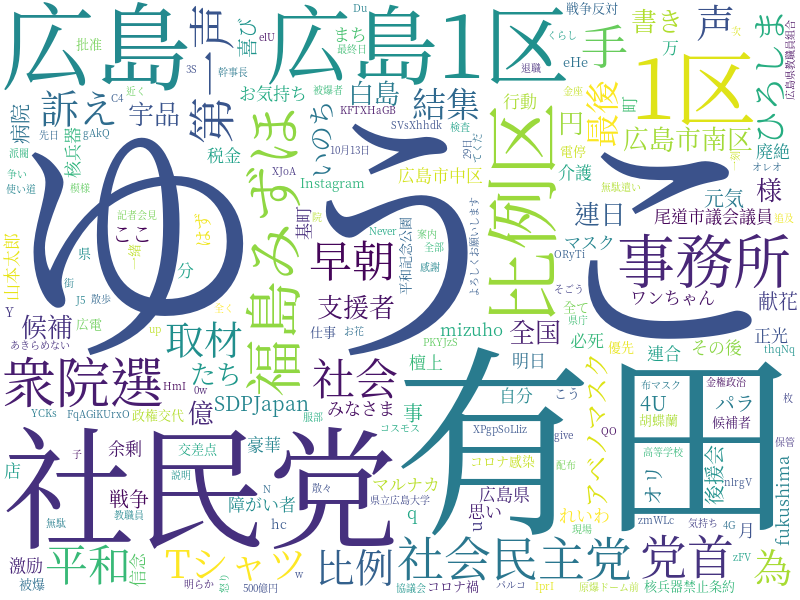 広島
広島1区
1区
ゆうこ
有田
社民党
比例区
福島みずほ
第一声
事務所
衆院選
社会民主党
党首
早朝
訴え
結集
取材
たち
社会
平和
Tシャツ
比例
為
ひろしま
手
声
書き
最後
円
万
町
喜び
まち
eHe
elU
Du
戦争反対
くらし
退職
金座
次
広島県教職員組合
批准
最終日
3S
幹事長
近く
C4
被爆者
お気持ち
白島
行動
KFTXHaGB
SVsXhhdk
検査
電停
広島市南区
廃絶
オレオ
宇品
病院
核兵器
先日
gAkQ
税金
派閥
争い
使い道
模様
XJoA
10月13日
いのち
29日
てくだ
介護
無駄遣い
広島市中区
Instagram
元気
様
連日
尾道市議会議員
記者会見
はず
一緒
ここ
基町
院
Never
案内
全部
感謝
平和記念公園
よろしくお願いします
マスク
ORyTi
追及
山本太郎
県
分
街
J5
散歩
広電
Y
候補
あきらめない
up
全く
仕事
お花
支援者
mizuho
PKYJzS
全国
そごう
全て
県庁
ワンちゃん
献花
必死
優先
連合
その後
正光
thqNq
壇上
明日
自分
こう
HmI
0w
億
SDPJapan
みなさま
事
服部
コスモス
アベノマスク
布マスク
金権政治
4U
パラ
胡蝶蘭
候補者
枚
YCKs
FqAGiKUrxO
政権交代
XPgpSoLliz
give
QO
高等学校
オリ
後援会
保管
nlrgV
fukushima
交差点
豪華
余剰
説明
店
子
戦争
教職員
無駄
障がい者
N
散々
hc
マルナカ
県立広島大学
q
コロナ感染
配布
広島県
思い
u
れいわ
現場
zmWLc
気持ち
4G
月
激励
被爆
信念
明らか
怒り
500億円
w
協議会
コロナ禍
パルコ
Iprl
原爆ドーム前
zFV
核兵器禁止条約